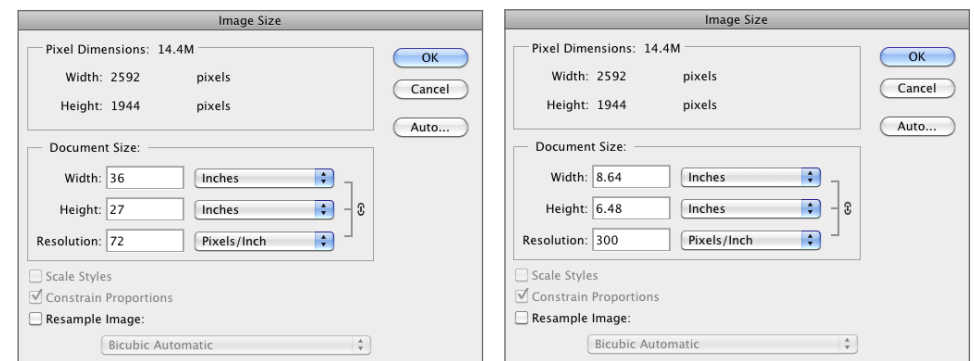 Image Size
Pixel Dimensions: 14.4M
Width: 2592 pixels
Height: 1944 pixels
OK
Cancel
Auto...
Document Size:
Width: 36 Inches
Height: 27 Inches
Resolution: 72 Pixels/Inch
Scale Styles
Constrain Proportions
Resample Image:
Bicubic Automatic
Image Size
Pixel Dimensions: 14.4M
Width: 2592 pixels
Height: 1944 pixels
OK
Cancel
Auto...
Document Size:
Width: 8.64 Inches
Height: 6.48 Inches
Resolution: 300 Pixels/Inch
Scale Styles
Constrain Proportions
Resample Image:
Bicubic Automatic